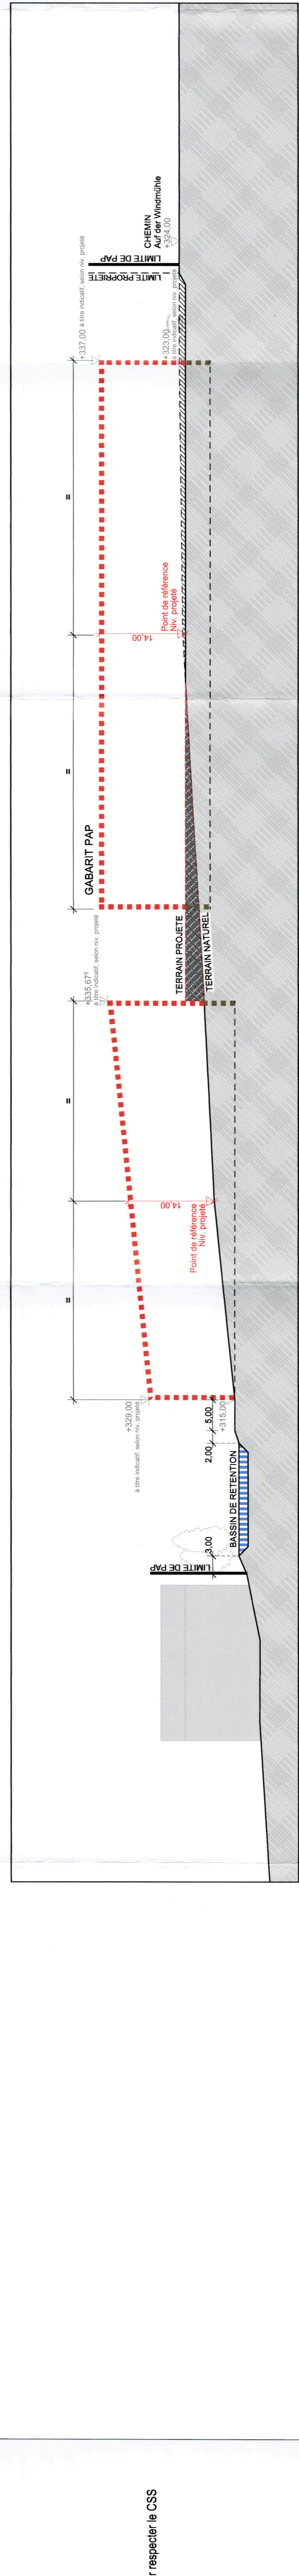 LIMITE DE PAP
3,00
BASSIN DE RETENTION
2,00
5,00
+315,00
+329,00
à titre indicatif, selon niv. projeté
=
Point de référence
Niv. projeté
14,00
=
+335,67⁵
à titre indicatif, selon niv. projeté
TERRAIN PROJETE
TERRAIN NATUREL
GABARIT PAP
=
Point de référence
Niv. projeté
14,00
=
+337,00 à titre indicatif, selon niv. projeté
+323,00
à titre indicatif, selon niv. projeté
LIMITE PROPRIETE
LIMITE DE PAP
CHEMIN
Auf der Windmühle
+324,00
r respecter le CSS